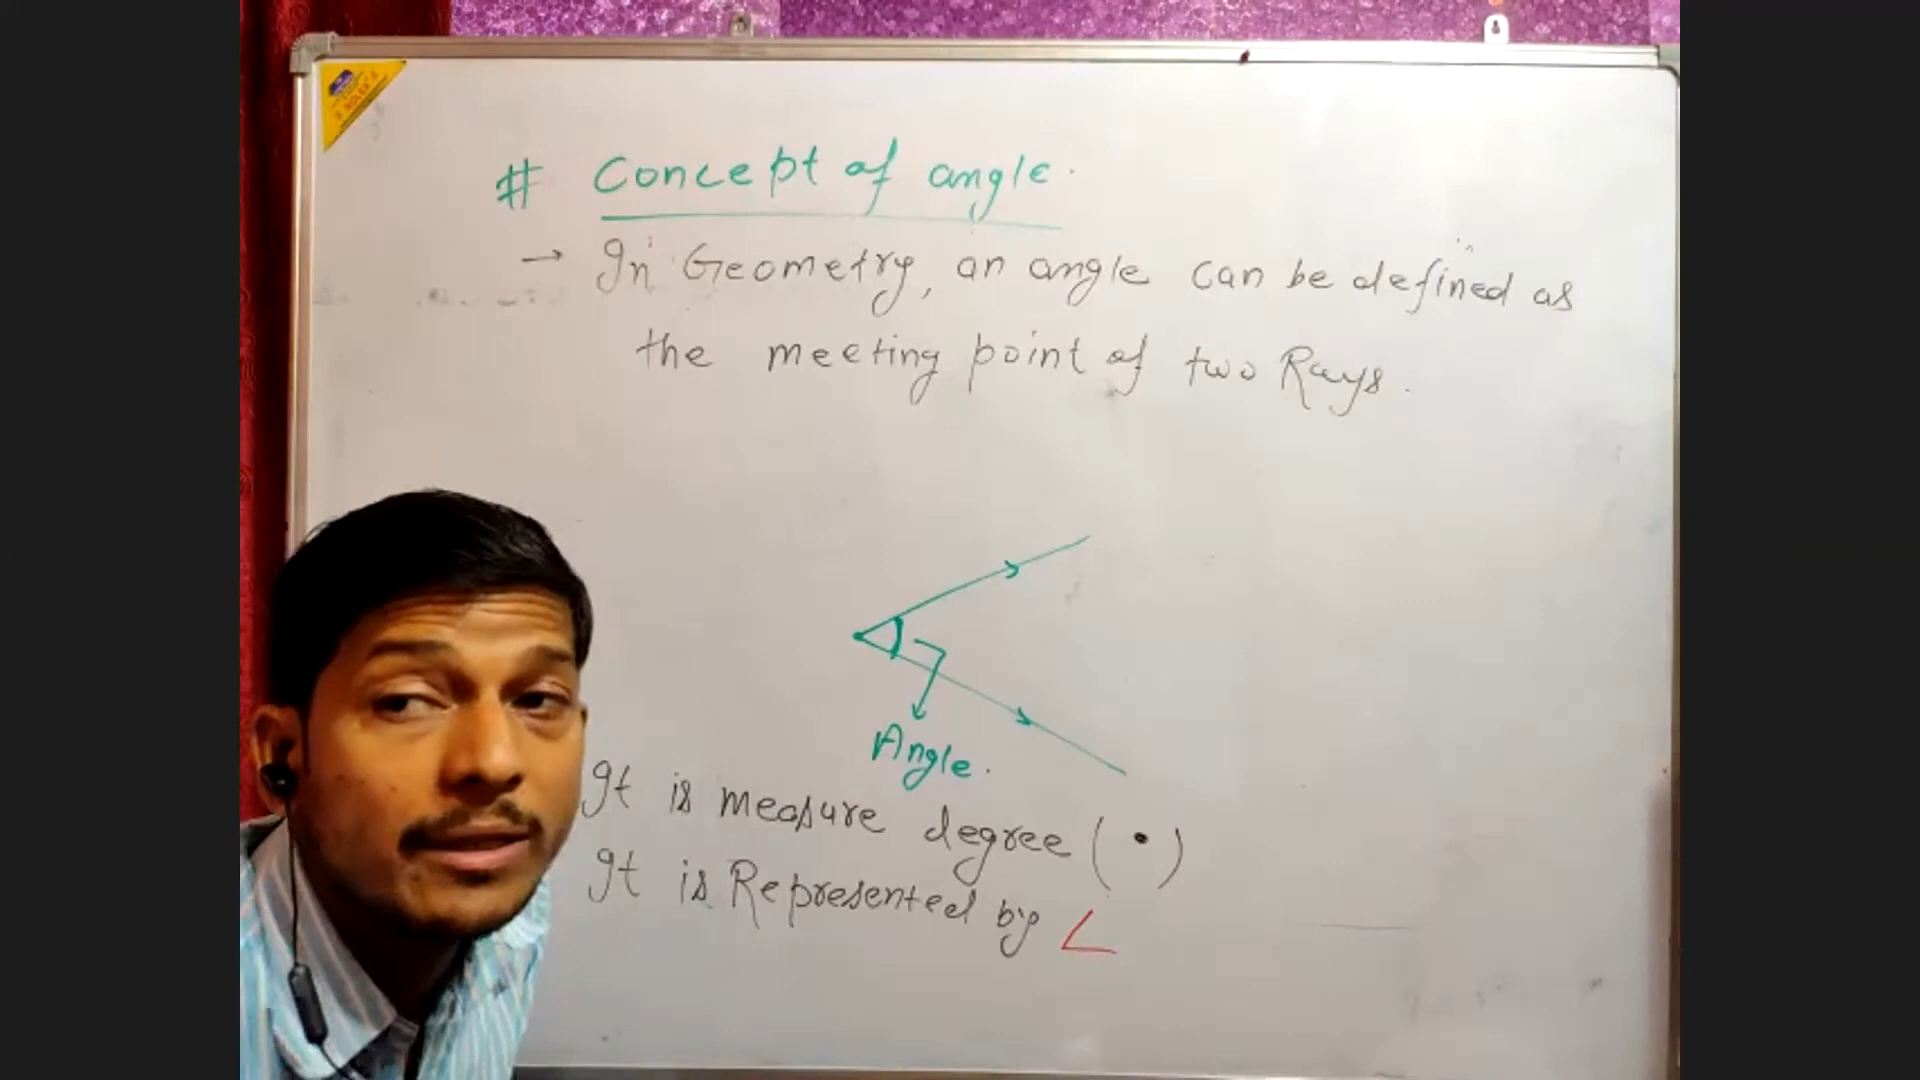 # Concept of angle.
→ In Geometry, an angle can be defined as
the meeting point of two Rays.
Angle.
It is measure degree (•)
It is Represented by ∠